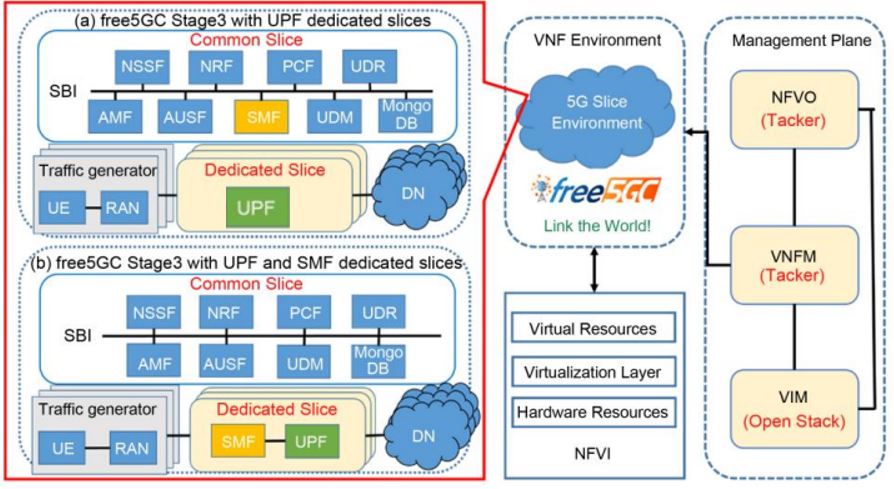 (a) free5GC Stage3 with UPF dedicated slices
Common Slice
NSSF
NRF
PCF
UDR
SBI
AMF
AUSF
SMF
UDM
Mongo
DB
Traffic generator
UE
RAN
Dedicated Slice
UPF
DN
(b) free5GC Stage3 with UPF and SMF dedicated slices
Common Slice
NSSF
NRF
PCF
UDR
SBI
AMF
AUSF
UDM
Mongo
DB
Traffic generator
UE
RAN
Dedicated Slice
SMF
UPF
DN
VNF Environment
5G Slice
Environment
free5GC
Link the World!
Virtual Resources
Virtualization Layer
Hardware Resources
NFVI
Management Plane
NFVO
(Tacker)
VNFM
(Tacker)
VIM
(Open Stack)